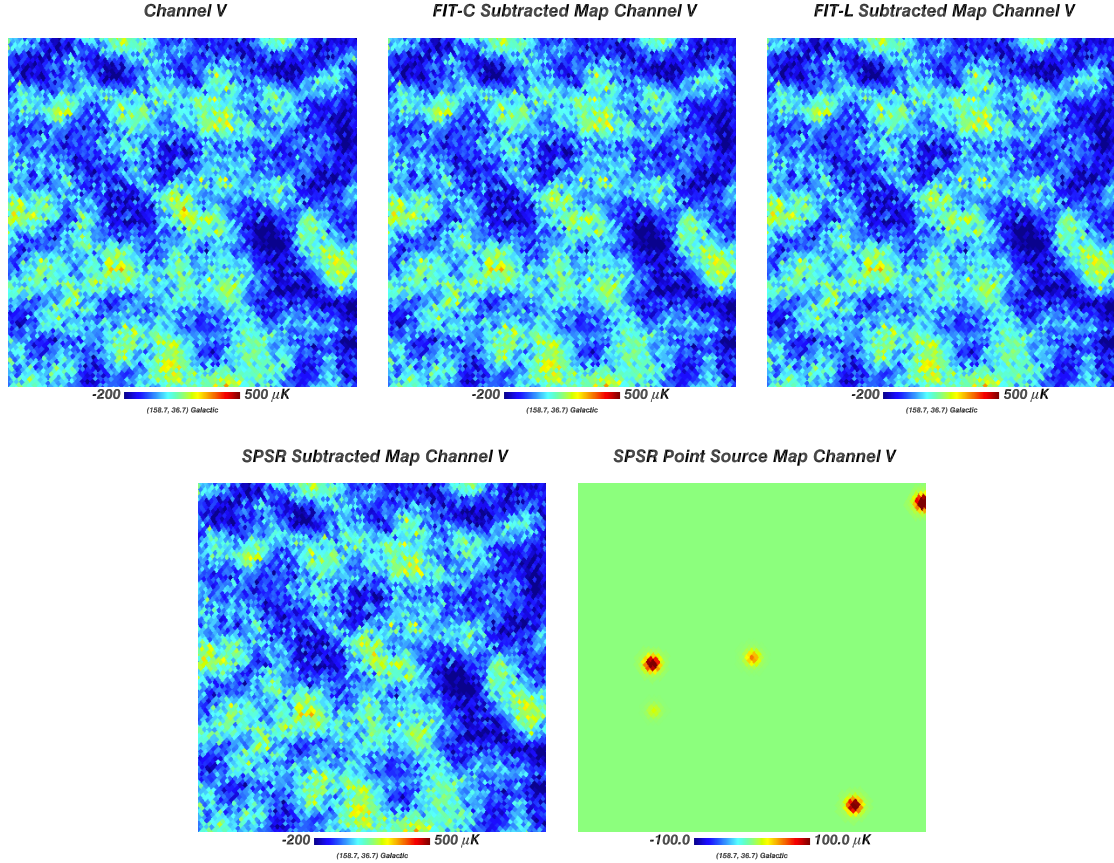 Channel V
FIT-C Subtracted Map Channel V
FIT-L Subtracted Map Channel V
-200 500 μK
(158.7, 36.7) Galactic
-200 500 μK
(158.7, 36.7) Galactic
-200 500 μK
(158.7, 36.7) Galactic
SPSR Subtracted Map Channel V
SPSR Point Source Map Channel V
-200 500 μK
(158.7, 36.7) Galactic
-100.0 100.0 μK
(158.7, 36.7) Galactic